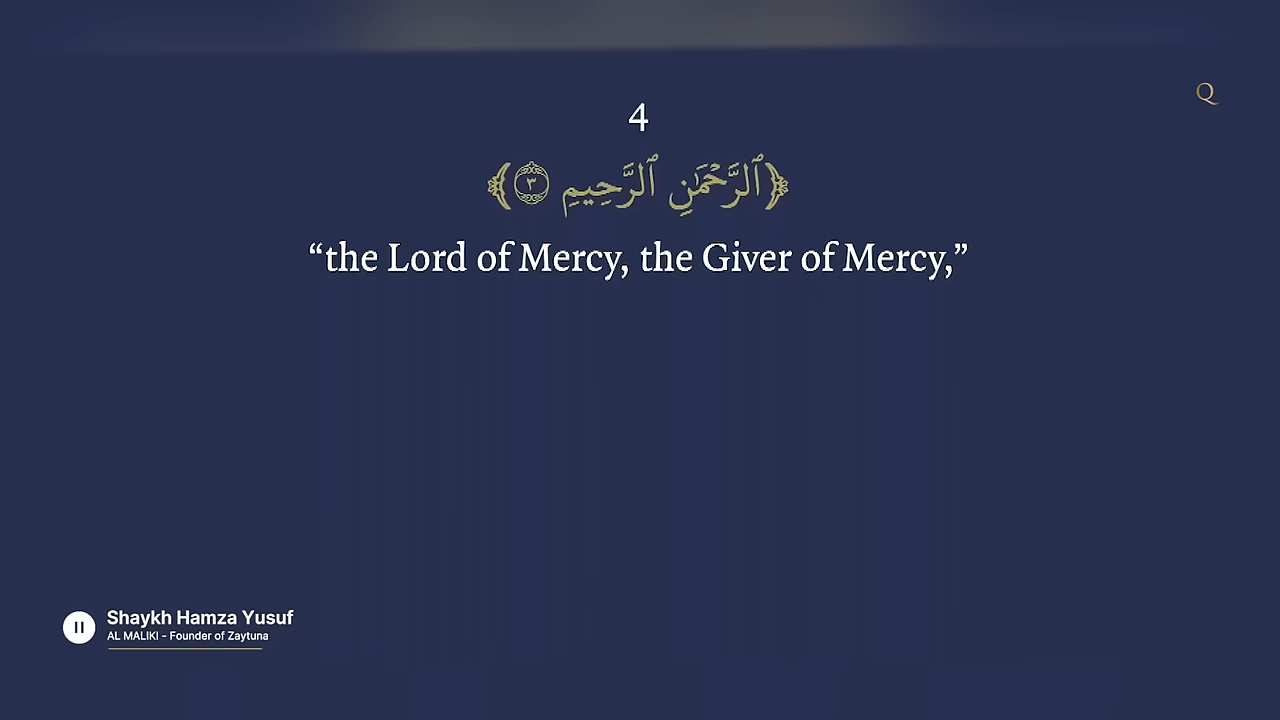 Q
4
﴿ٱلرَّحْمَـٰنِ ٱلرَّحِيمِ ٣﴾
“the Lord of Mercy, the Giver of Mercy,”
Shaykh Hamza Yusuf
AL MALIKI - Founder of Zaytuna